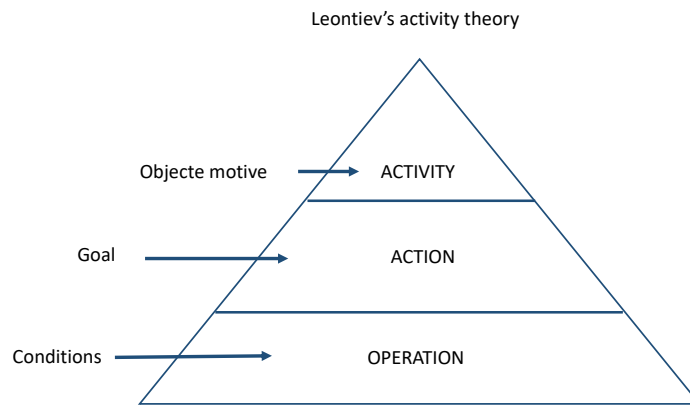 Leontiev’s activity theory
Objecte motive
ACTIVITY
Goal
ACTION
Conditions
OPERATION